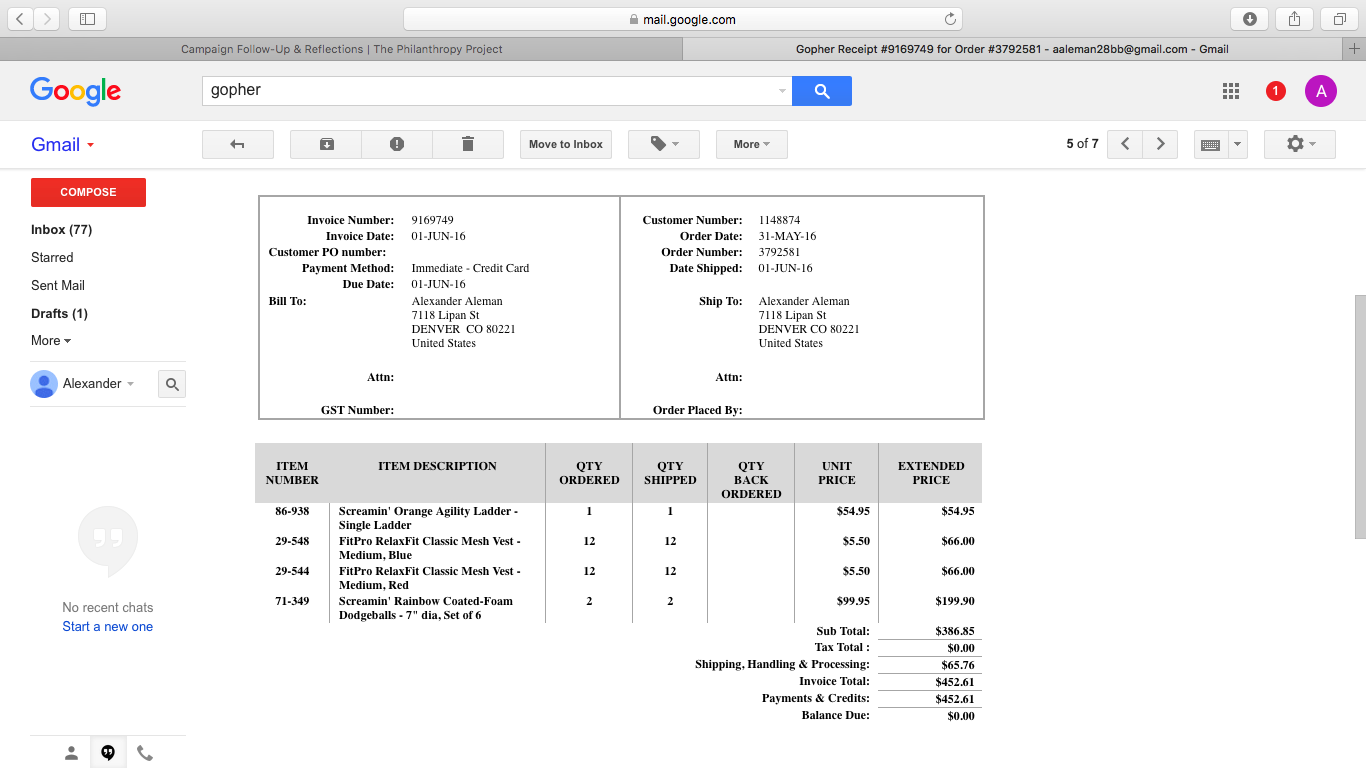 mail.google.com
Campaign Follow-Up & Reflections | The Philanthropy Project
Gopher Receipt #9169749 for Order #3792581 - aaleman28bb@gmail.com - Gmail
+
Google
gopher
1
A
Gmail
Move to Inbox
More
5 of 7
COMPOSE
Inbox (77)
Starred
Sent Mail
Drafts (1)
More
Alexander
No recent chats
Start a new one
Invoice Number: 9169749
Invoice Date: 01-JUN-16
Customer PO number:
Payment Method: Immediate - Credit Card
Due Date: 01-JUN-16
Bill To: Alexander Aleman
7118 Lipan St
DENVER CO 80221
United States
Attn:
GST Number:
Customer Number: 1148874
Order Date: 31-MAY-16
Order Number: 3792581
Date Shipped: 01-JUN-16
Ship To: Alexander Aleman
7118 Lipan St
DENVER CO 80221
United States
Attn:
Order Placed By:
ITEM ITEM DESCRIPTION QTY QTY QTY UNIT EXTENDED
NUMBER ORDERED SHIPPED BACK PRICE PRICE
ORDERED
86-938 Screamin' Orange Agility Ladder - 1 1 $54.95 $54.95
Single Ladder
29-548 FitPro RelaxFit Classic Mesh Vest - 12 12 $5.50 $66.00
Medium, Blue
29-544 FitPro RelaxFit Classic Mesh Vest - 12 12 $5.50 $66.00
Medium, Red
71-349 Screamin' Rainbow Coated-Foam 2 2 $99.95 $199.90
Dodgeballs - 7" dia, Set of 6
Sub Total: $386.85
Tax Total : $0.00
Shipping, Handling & Processing: $65.76
Invoice Total: $452.61
Payments & Credits: $452.61
Balance Due: $0.00